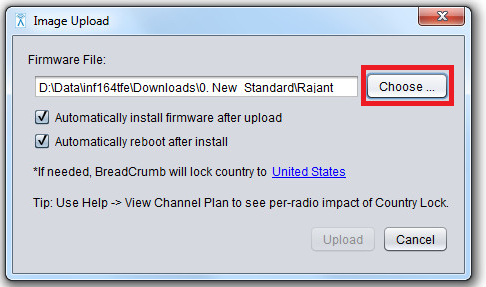 Image Upload
Firmware File:
D:\Data\inf164tfe\Downloads\0. New  Standard\Rajant
Choose ...
Automatically install firmware after upload
Automatically reboot after install
*If needed, BreadCrumb will lock country to United States
Tip: Use Help -> View Channel Plan to see per-radio impact of Country Lock.
Upload
Cancel